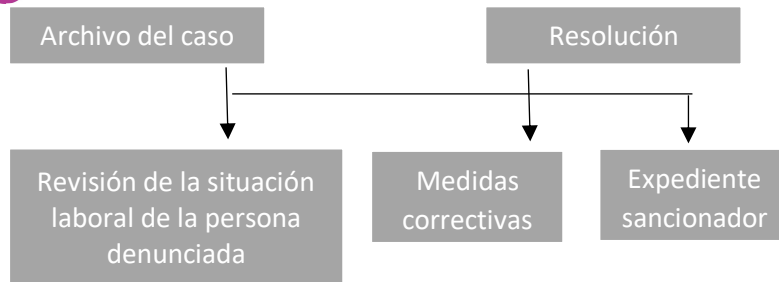 Archivo del caso
Resolución
Revisión de la situación
laboral de la persona
denunciada
Medidas
correctivas
Expediente
sancionador